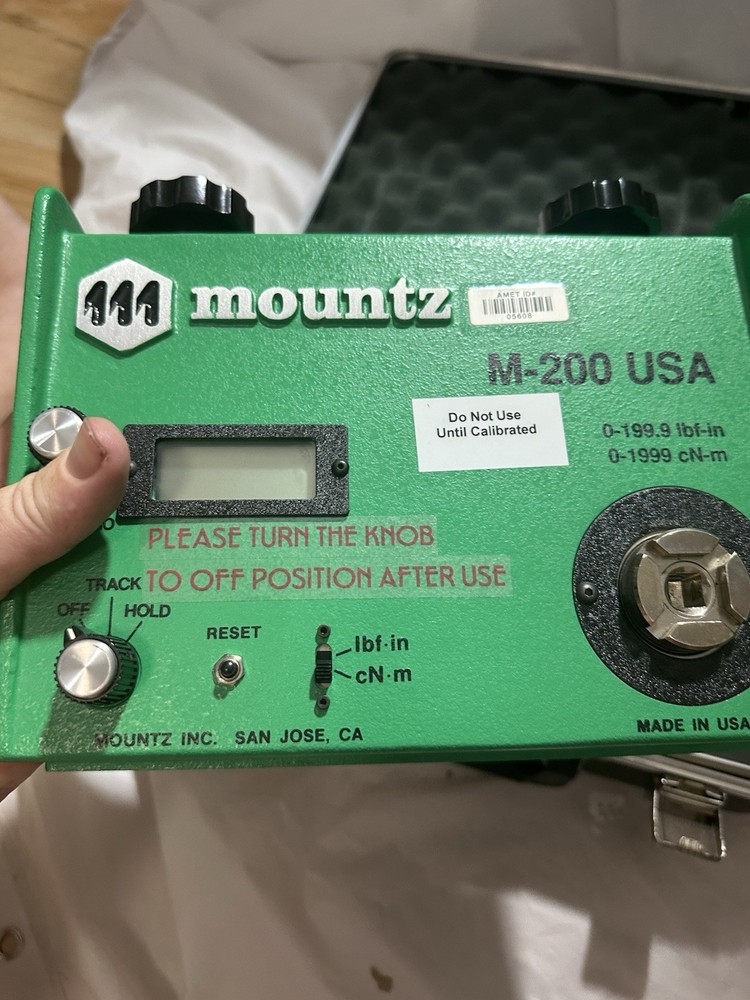 mountz
AMET ID#
05608
M-200 USA
Do Not Use
Until Calibrated
0-199.9 lbf-in
0-1999 cN-m
PLEASE TURN THE KNOB
TO OFF POSITION AFTER USE
TRACK
OFF
HOLD
RESET
lbf·in
cN·m
MOUNTZ INC. SAN JOSE, CA
MADE IN USA